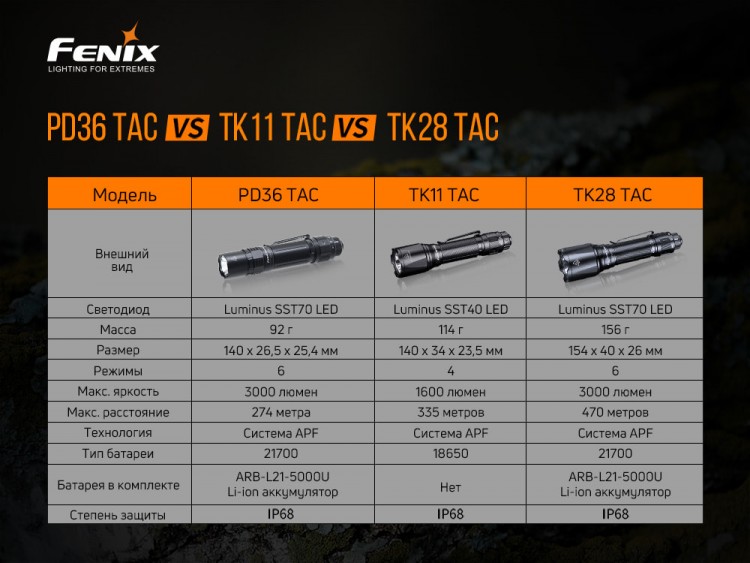 FENIX
LIGHTING FOR EXTREMES
PD36 TAC VS TK11 TAC VS TK28 TAC
Модель PD36 TAC TK11 TAC TK28 TAC
Внешний
вид
Светодиод Luminus SST70 LED Luminus SST40 LED Luminus SST70 LED
Масса 92 г 114 г 156 г
Размер 140 x 26,5 x 25,4 мм 140 x 34 x 23,5 мм 154 x 40 x 26 мм
Режимы 6 4 6
Макс. яркость 3000 люмен 1600 люмен 3000 люмен
Макс. расстояние 274 метра 335 метров 470 метров
Технология Система APF Система APF Система APF
Тип батареи 21700 18650 21700
Батарея в комплекте ARB-L21-5000U Нет ARB-L21-5000U
Li-ion аккумулятор Li-ion аккумулятор
Степень защиты IP68 IP68 IP68